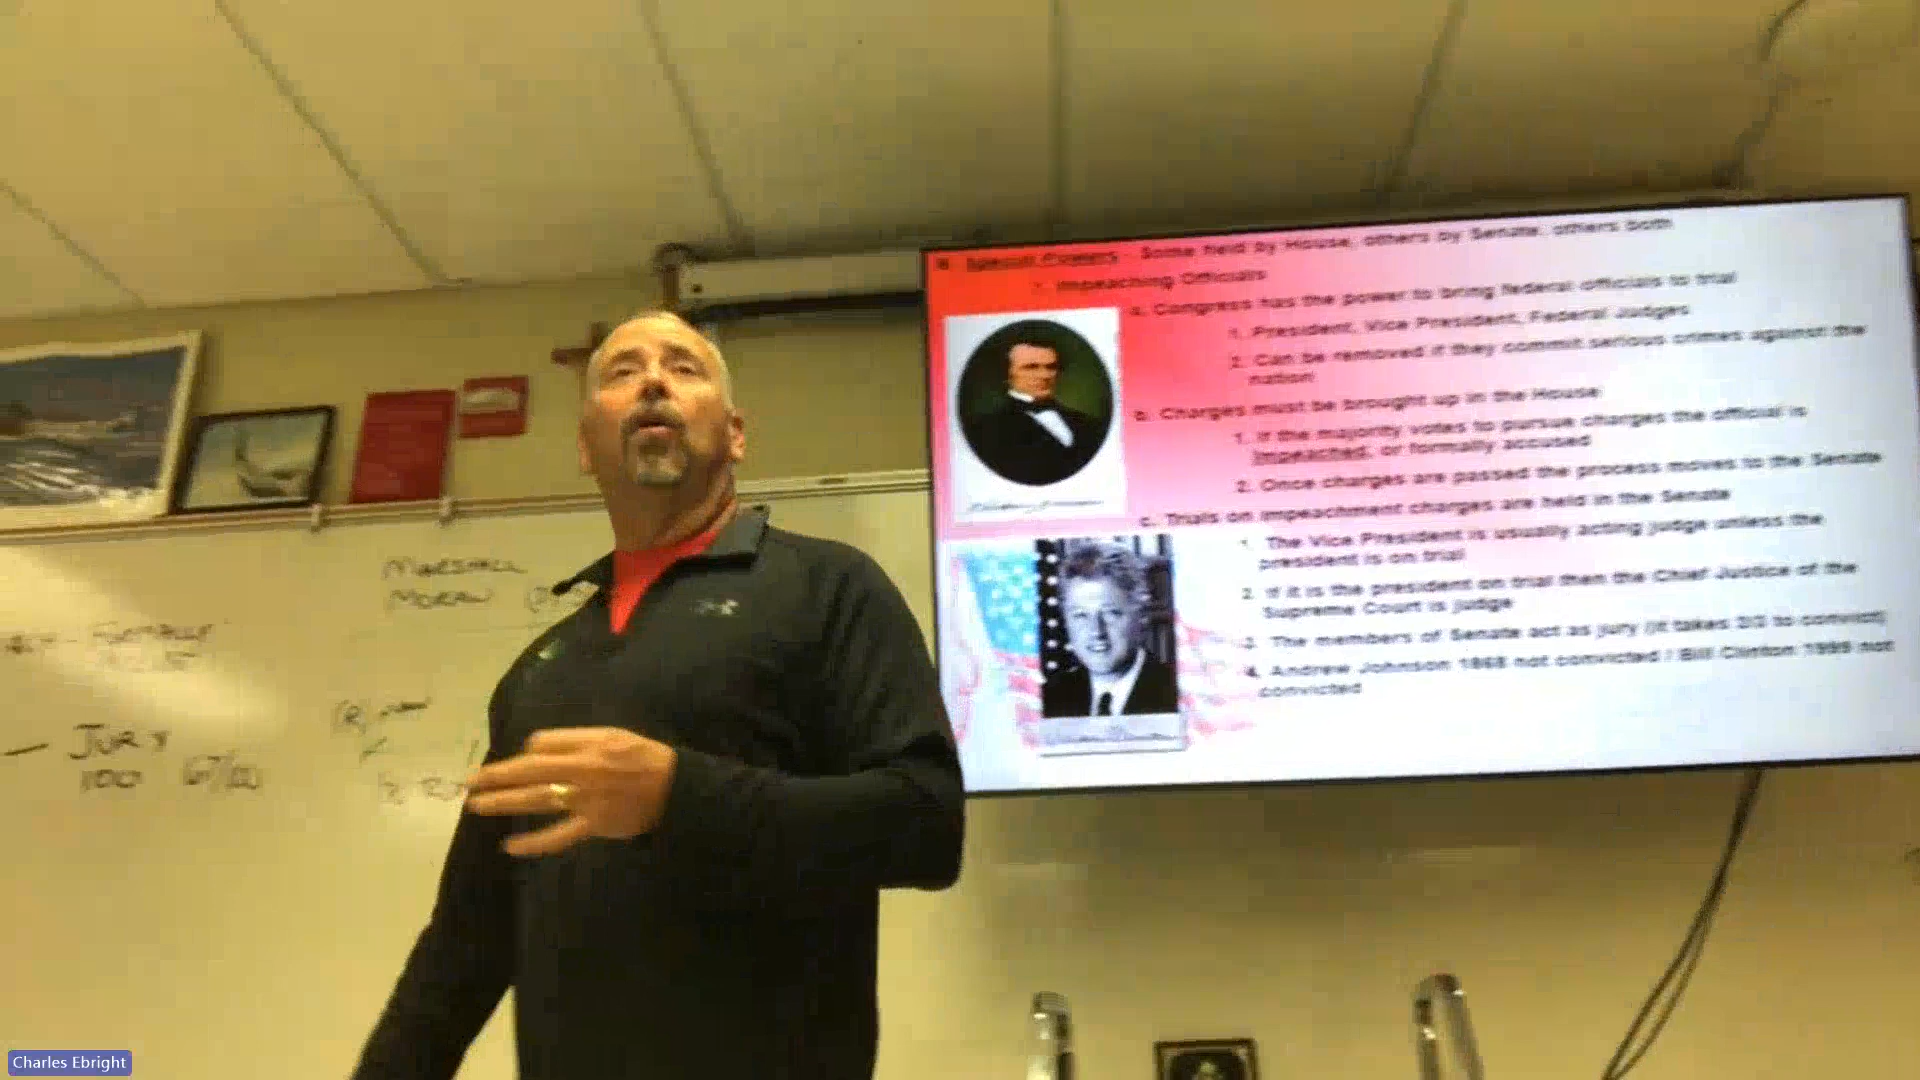 B. Special Powers - Some held by House, others by Senate, others both
1. Impeaching Officials
a. Congress has the power to bring federal officials to trial
1. President, Vice President, Federal Judges
2. Can be removed if they commit serious crimes against the
nation
b. Charges must be brought up in the House
1. If the majority votes to pursue charges the official is
impeached, or formally accused
2. Once charges are passed the process moves to the Senate
c. Trials on impeachment charges are held in the Senate
1. The Vice President is usually acting judge unless the
president is on trial
2. If it is the president on trial then the Chief Justice of the
Supreme Court is judge
3. The members of Senate act as jury (it takes 2/3 to convict)
4. Andrew Johnson 1868 not convicted / Bill Clinton 1998 not
convicted
MARSHALL
MORAN
JURY
100 67/100
Charles Ebright